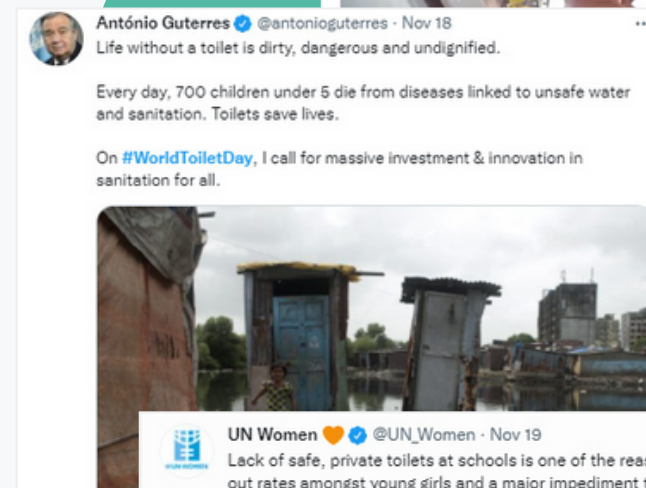 António Guterres @antonioguterres · Nov 18
Life without a toilet is dirty, dangerous and undignified.
Every day, 700 children under 5 die from diseases linked to unsafe water
and sanitation. Toilets save lives.
On #WorldToiletDay, I call for massive investment & innovation in
sanitation for all.
UN Women 🧡 @UN_Women · Nov 19
Lack of safe, private toilets at schools is one of the
out rates amongst young girls and a major impediment